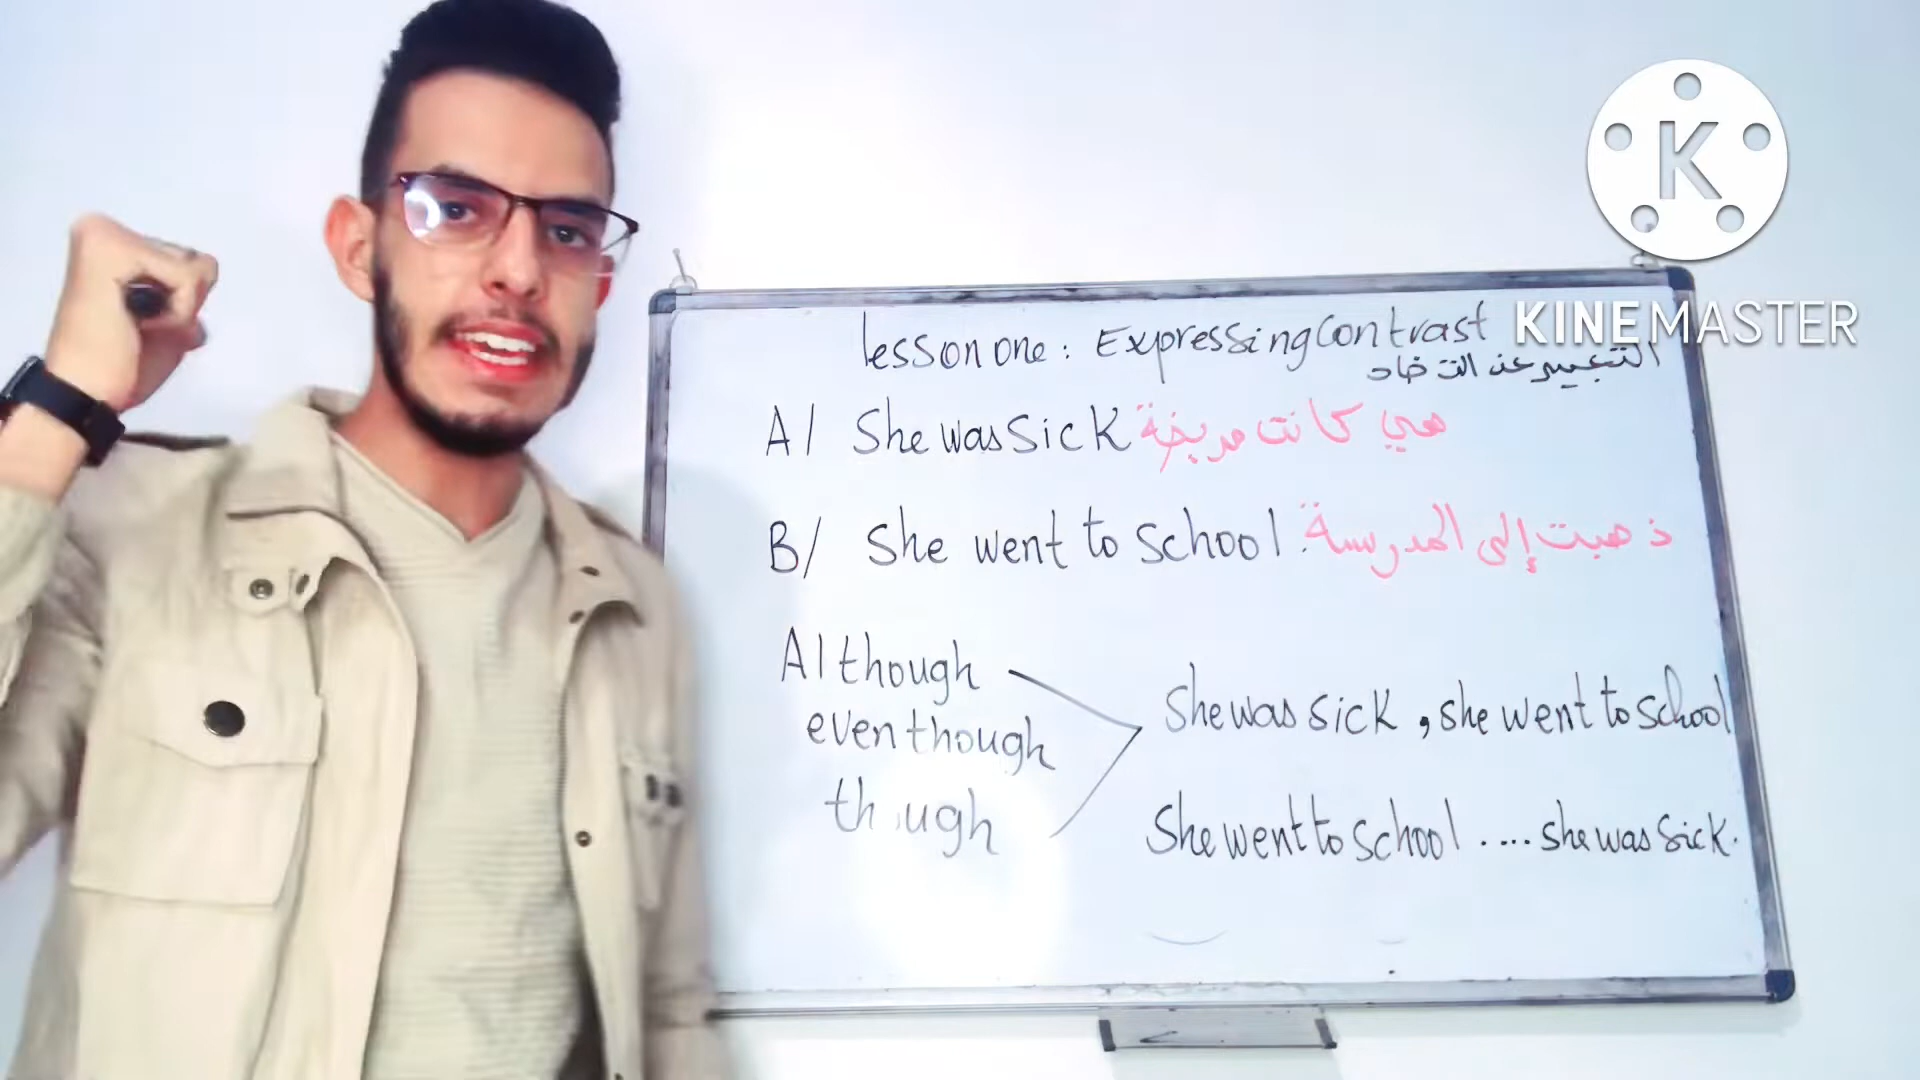 lesson one : Expressing contrast
التعبير عن التضاد
A/ She was sick هي كانت مريضة
B/ She went to school. ذهبت إلى المدرسة
Although
even though
though
She was sick , she went to school
She went to school ..... she was sick.
K
KINEMASTER